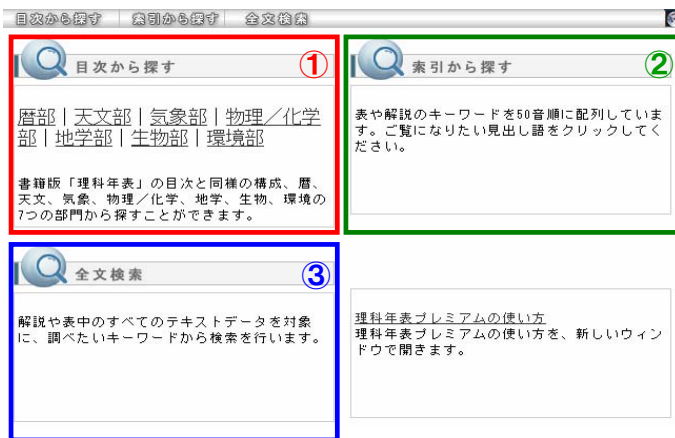 目次から探す 索引から探す 全文検索
目次から探す ①
暦部 | 天文部 | 気象部 | 物理／化学
部 | 地学部 | 生物部 | 環境部
書籍版「理科年表」の目次と同様の構成、暦、
天文、気象、物理／化学、地学、生物、環境の
7つの部門から探すことができます。
索引から探す ②
表や解説のキーワードを50音順に配列していま
す。ご覧になりたい見出し語をクリックしてく
ださい。
全文検索 ③
解説や表中のすべてのテキストデータを対象
に、調べたいキーワードから検索を行います。
理科年表プレミアムの使い方
理科年表プレミアムの使い方を、新しいウィン
ドウで開きます。